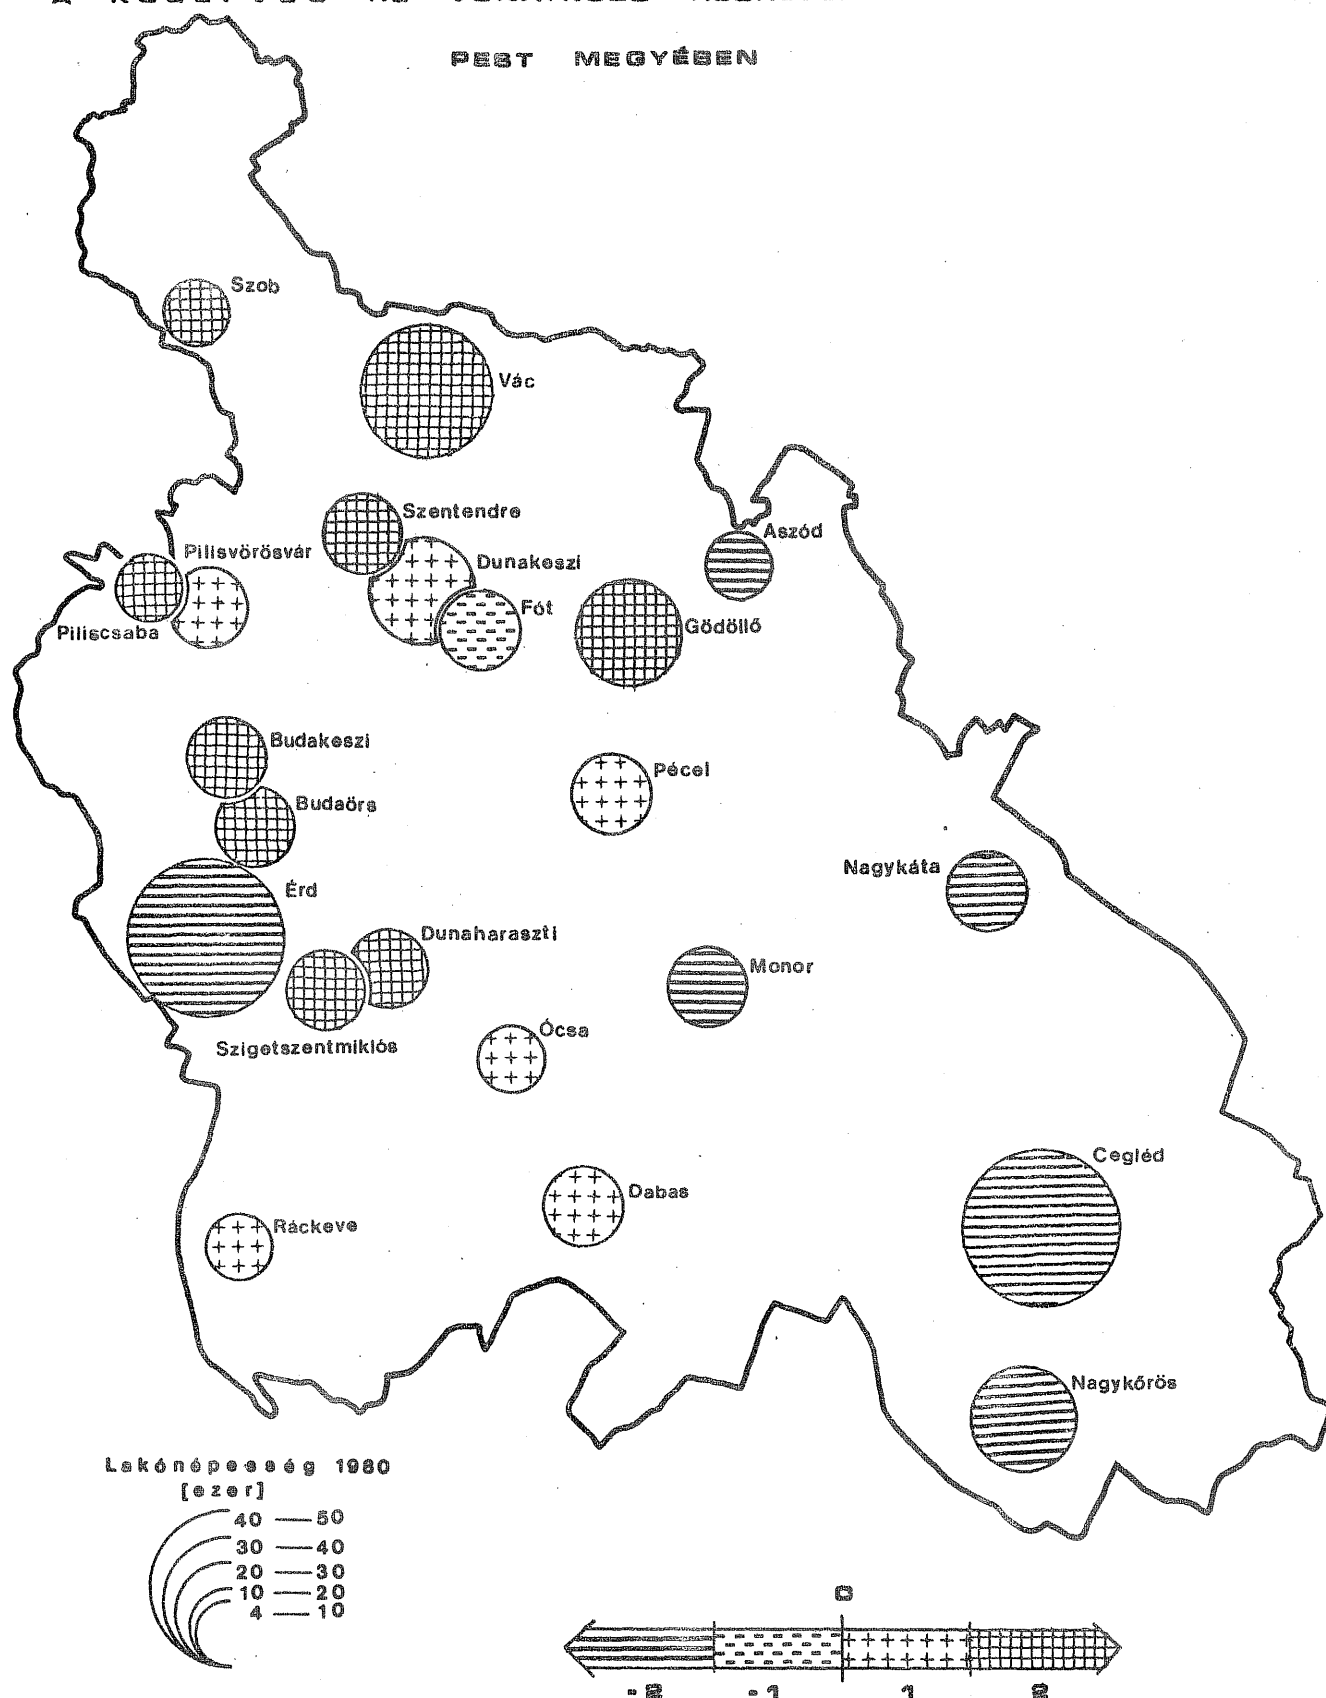 A
PEST MEGYÉBEN
Szob
Vác
Szentendre
Aszód
Pilisvörösvár
Dunakeszi
Fót
Gödöllő
Piliscsaba
Budakeszi
Pécel
Budaörs
Nagykáta
Érd
Dunaharaszti
Monor
Ócsa
Szigetszentmiklós
Cegléd
Dabas
Ráckeve
Nagykőrös
Lakónépesség 1980
[ezer]
40 — 50
30 — 40
20 — 30
10 — 20
4 — 10
0
-2 -1 1 2